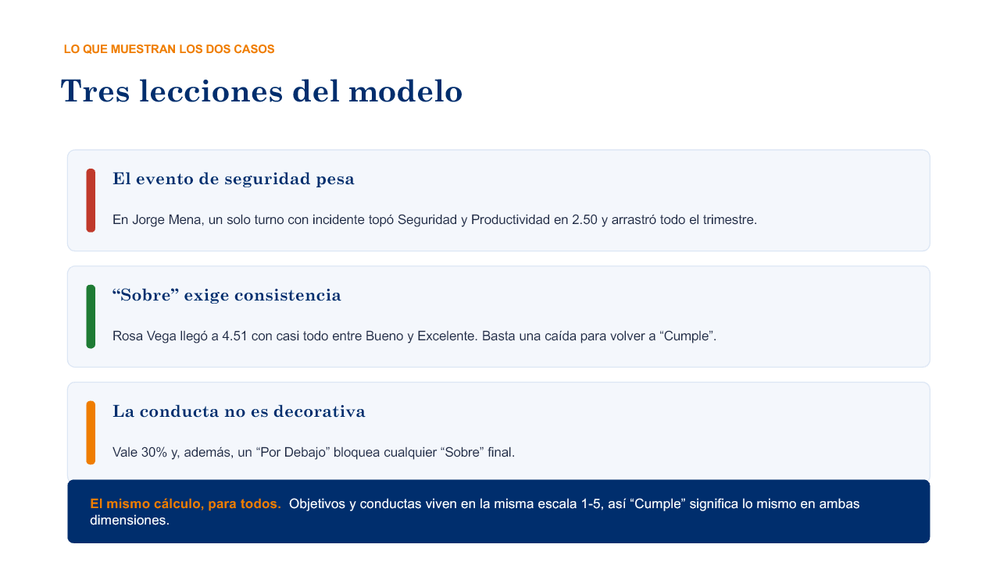 LO QUE MUESTRAN LOS DOS CASOS
Tres lecciones del modelo
El evento de seguridad pesa
En Jorge Mena, un solo turno con incidente topó Seguridad y Productividad en 2.50 y arrastró todo el trimestre.
“Sobre” exige consistencia
Rosa Vega llegó a 4.51 con casi todo entre Bueno y Excelente. Basta una caída para volver a “Cumple”.
La conducta no es decorativa
Vale 30% y, además, un “Por Debajo” bloquea cualquier “Sobre” final.
El mismo cálculo, para todos. Objetivos y conductas viven en la misma escala 1-5, así “Cumple” significa lo mismo en ambas
dimensiones.